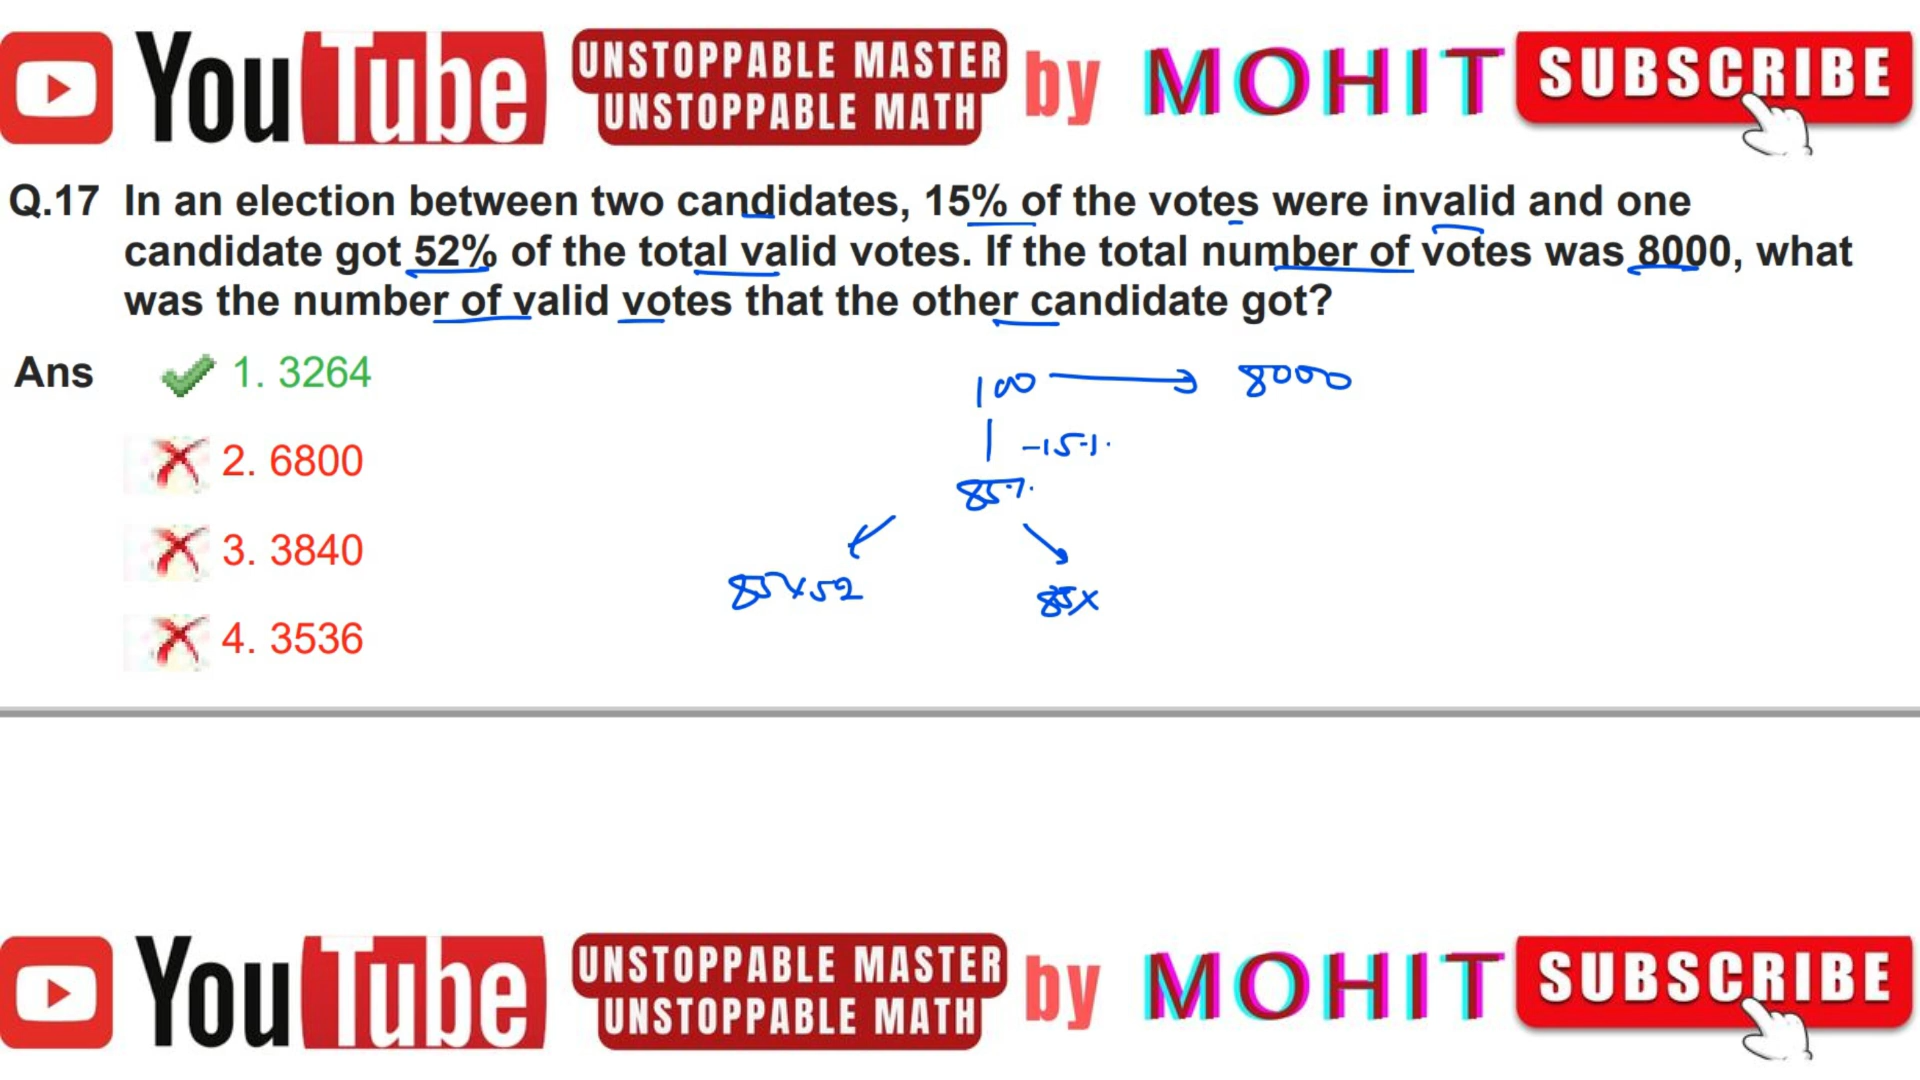 YouTube UNSTOPPABLE MASTER by MOHIT SUBSCRIBE
UNSTOPPABLE MATH
Q.17 In an election between two candidates, 15% of the votes were invalid and one
candidate got 52% of the total valid votes. If the total number of votes was 8000, what
was the number of valid votes that the other candidate got?
Ans 1. 3264
2. 6800
3. 3840
4. 3536
100 → 8000
-15%
85%
85×52 85×
YouTube UNSTOPPABLE MASTER by MOHIT SUBSCRIBE
UNSTOPPABLE MATH